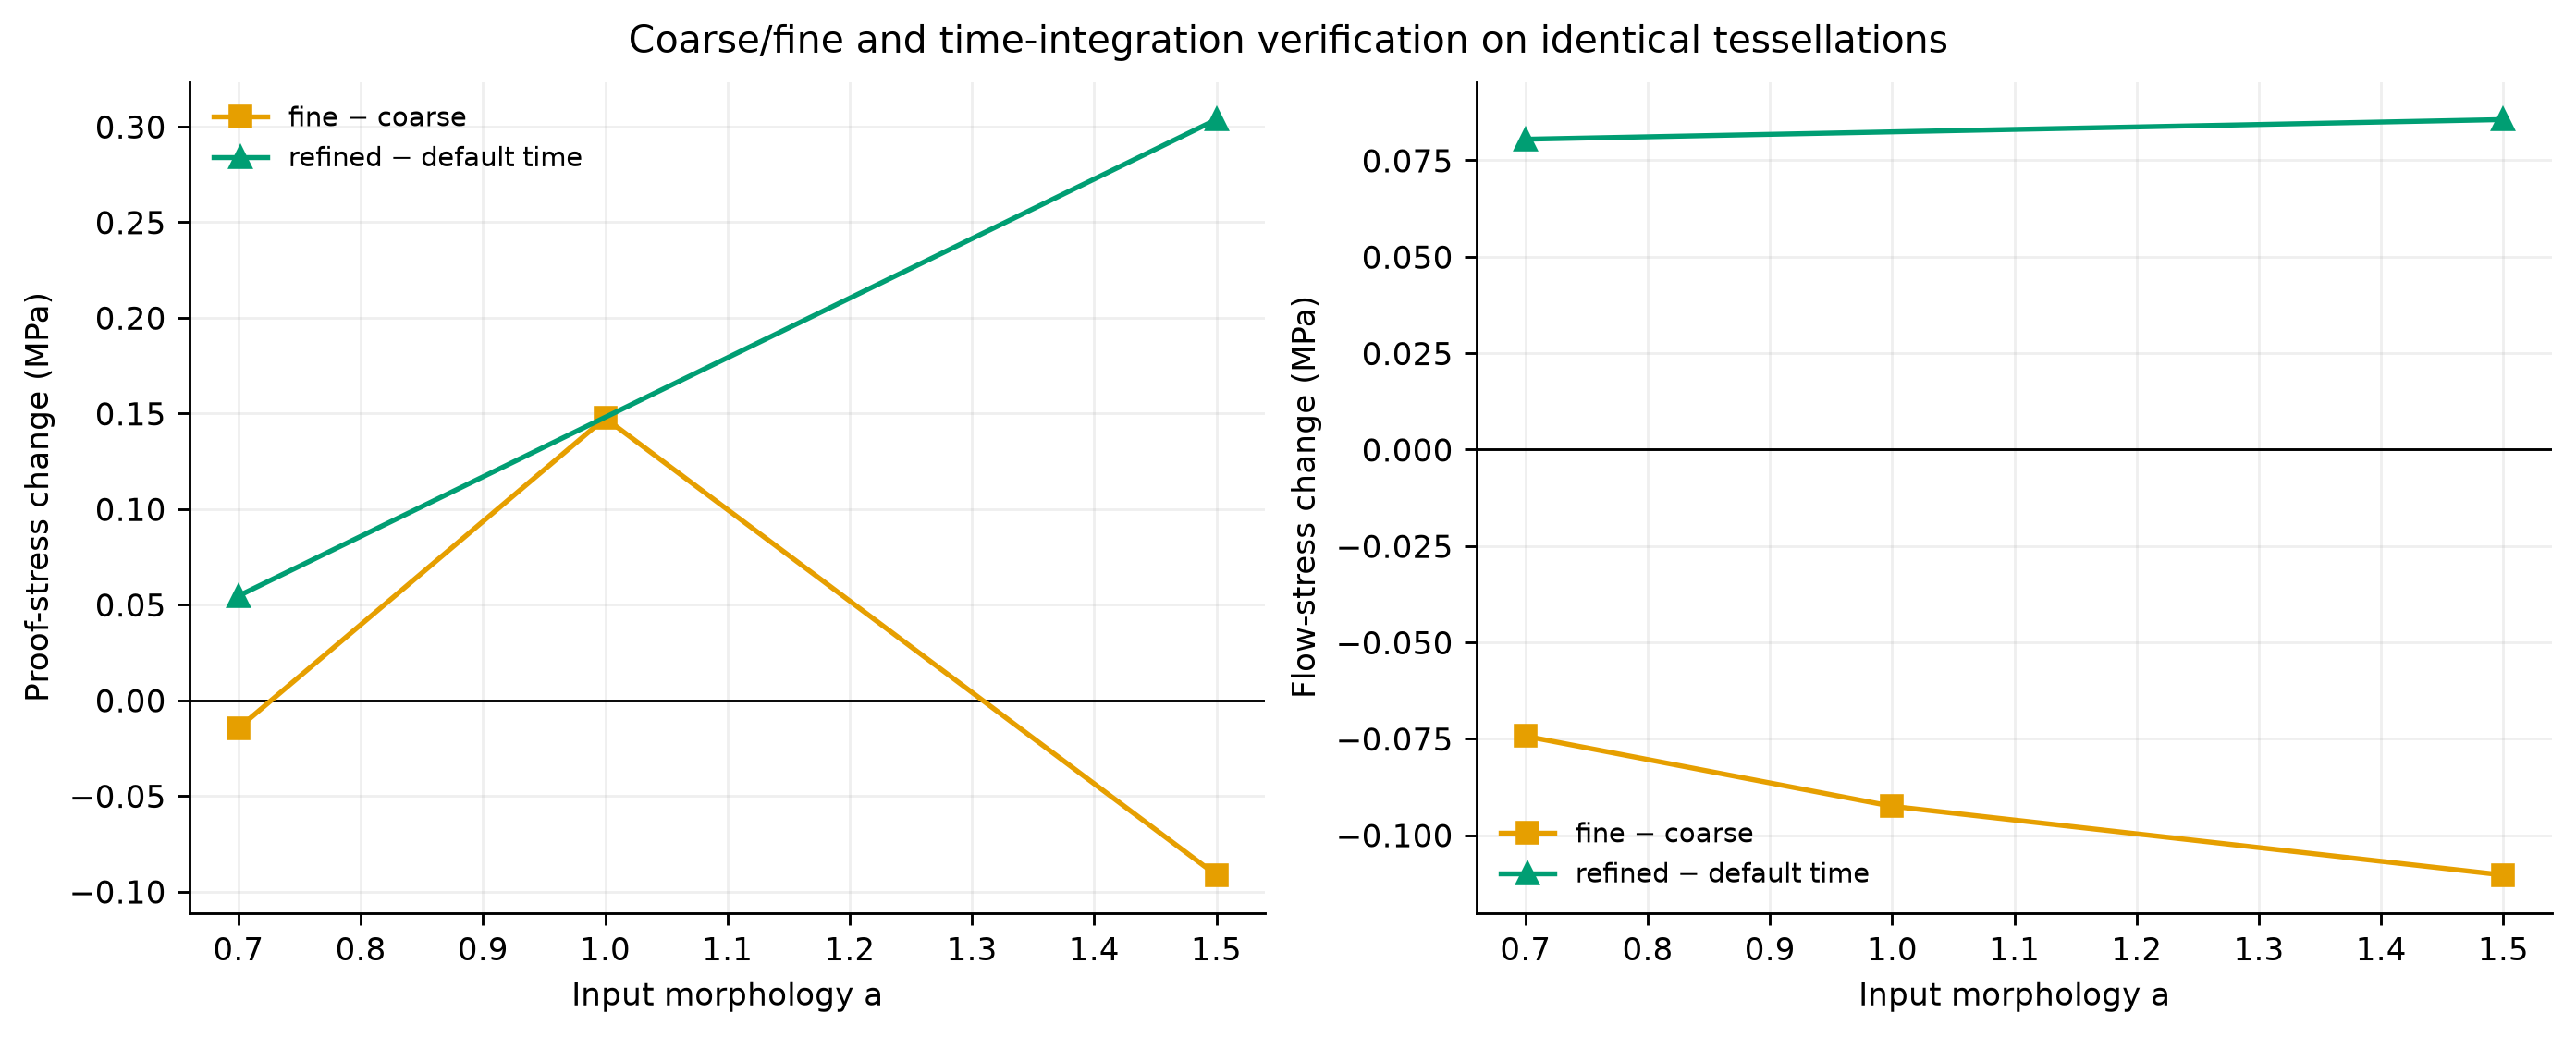 Coarse/fine and time-integration verification on identical tessellations
Proof-stress change (MPa)
0.30
0.25
0.20
0.15
0.10
0.05
0.00
−0.05
−0.10
fine − coarse
refined − default time
0.7 0.8 0.9 1.0 1.1 1.2 1.3 1.4 1.5
Input morphology a
Flow-stress change (MPa)
0.075
0.050
0.025
0.000
−0.025
−0.050
−0.075
−0.100
fine − coarse
refined − default time
0.7 0.8 0.9 1.0 1.1 1.2 1.3 1.4 1.5
Input morphology a